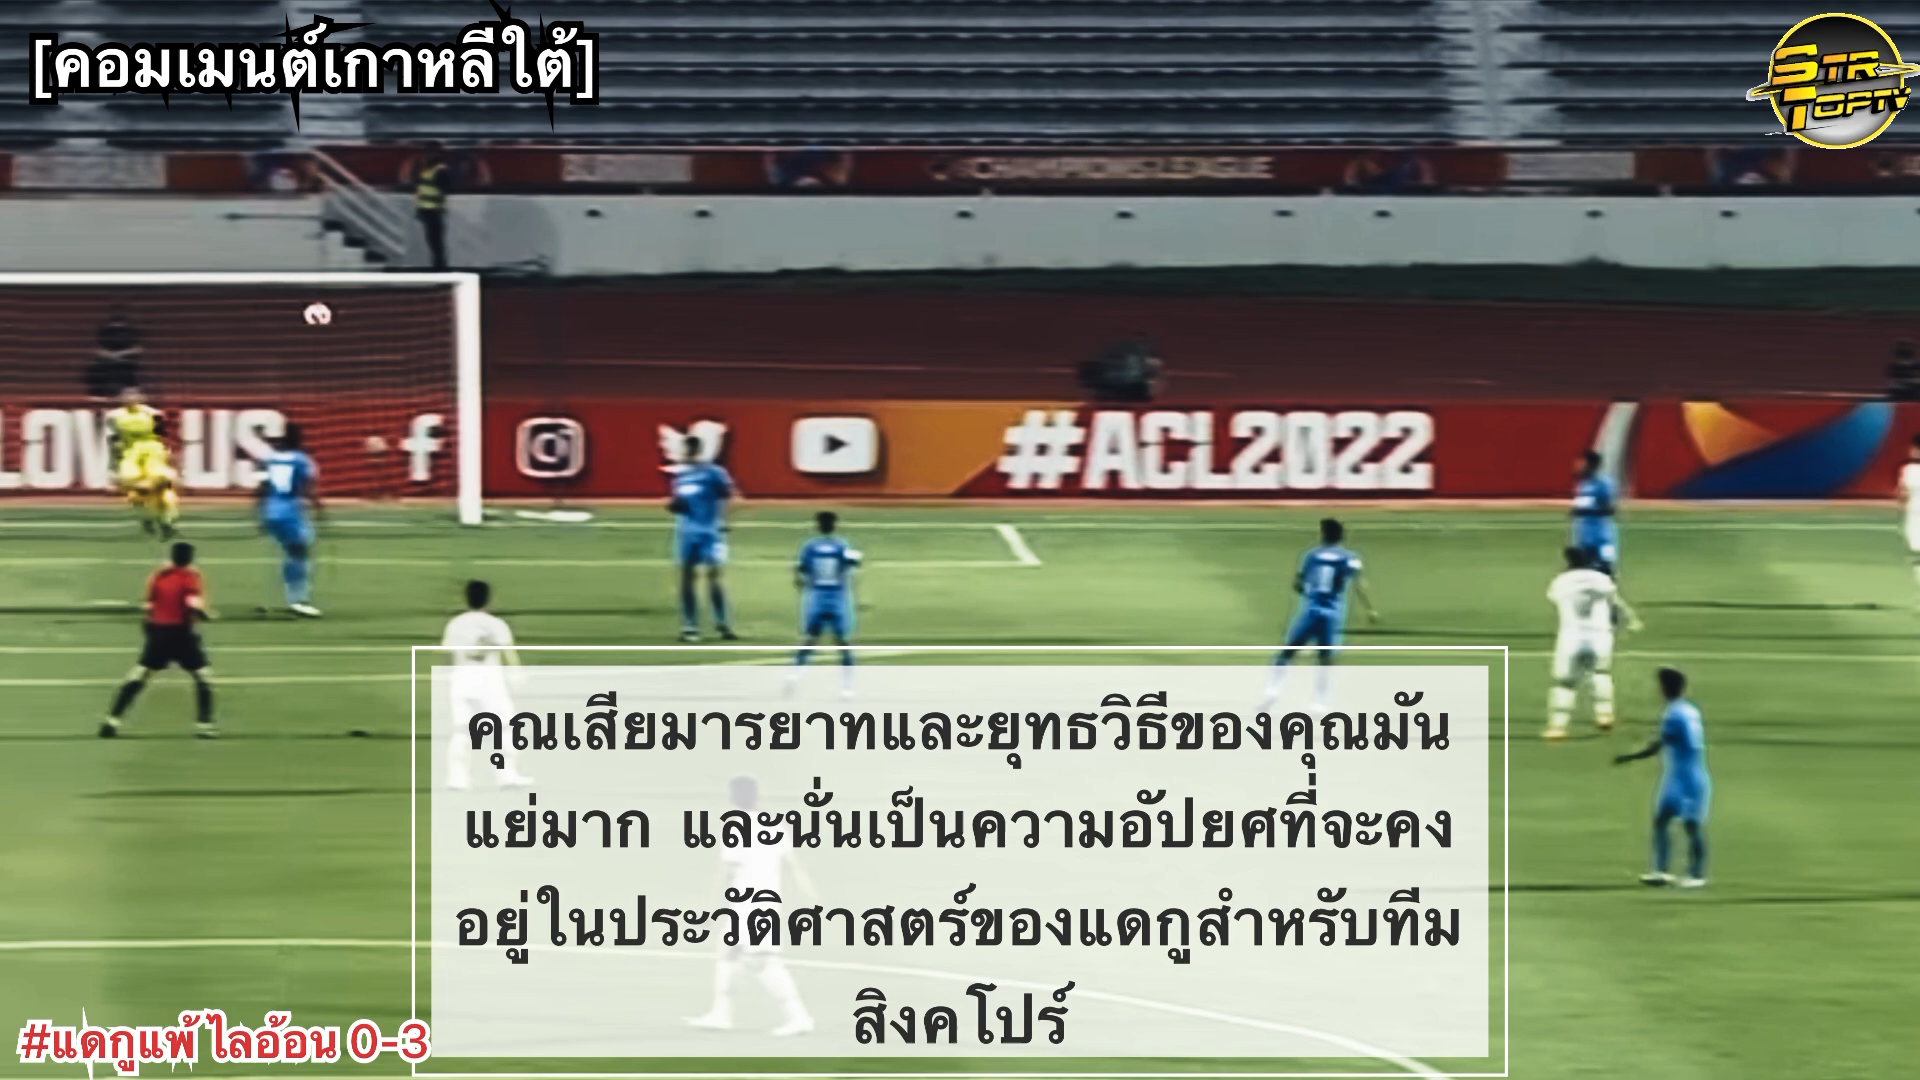 [คอมเมนต์เกาหลีใต้]
STR
TOPTV
CHAMPIONS LEAGUE
LOW US
#ACL2022
คุณเสียมารยาทและยุทธวิธีของคุณมัน
แย่มาก และนั่นเป็นความอัปยศที่จะคง
อยู่ในประวัติศาสตร์ของแดกูสำหรับทีม
สิงคโปร์
#แดกูแพ้ ไลอ้อน 0-3